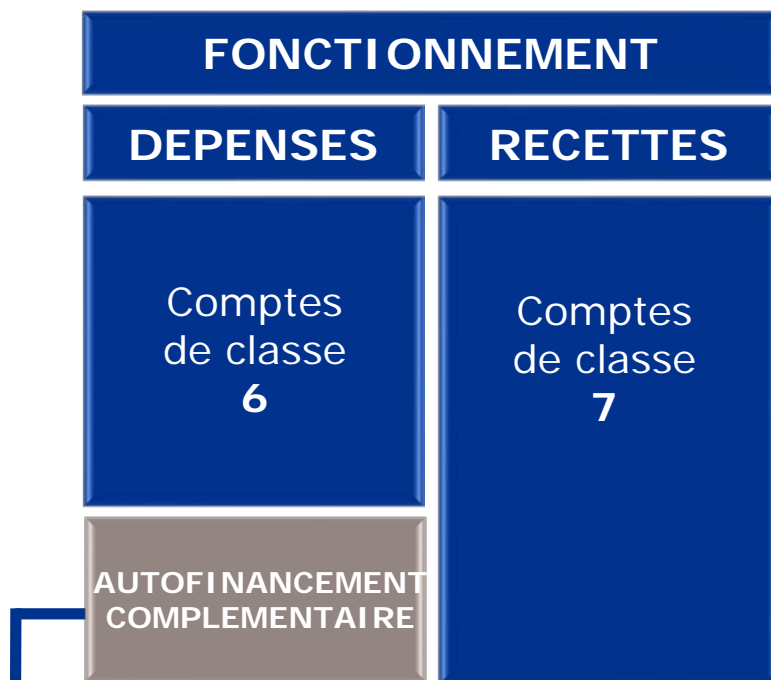 FONCTIONNEMENT
DEPENSES
RECETTES
Comptes
de classe
6
Comptes
de classe
7
AUTOFINANCEMENT
COMPLEMENTAIRE